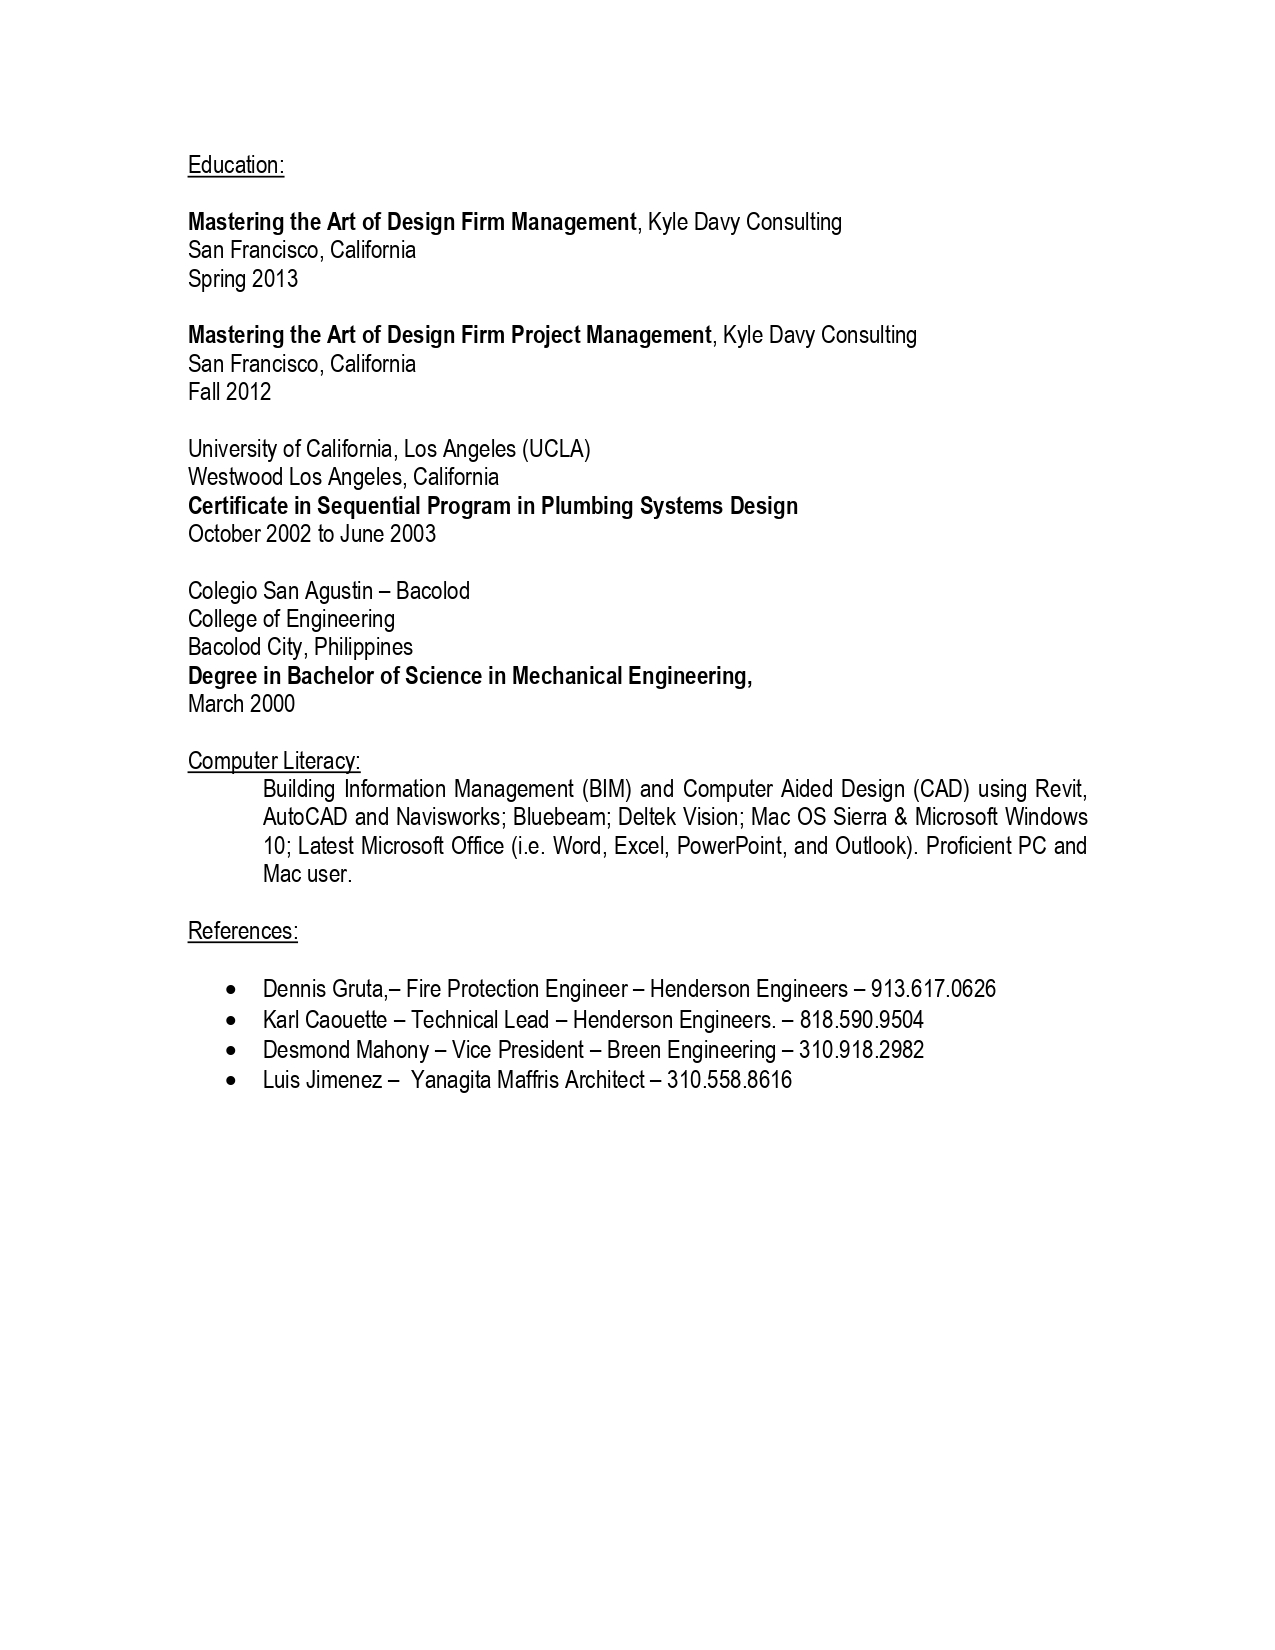 Education:
Mastering the Art of Design Firm Management, Kyle Davy Consulting
San Francisco, California
Spring 2013
Mastering the Art of Design Firm Project Management, Kyle Davy Consulting
San Francisco, California
Fall 2012
University of California, Los Angeles (UCLA)
Westwood Los Angeles, California
Certificate in Sequential Program in Plumbing Systems Design
October 2002 to June 2003
Colegio San Agustin – Bacolod
College of Engineering
Bacolod City, Philippines
Degree in Bachelor of Science in Mechanical Engineering,
March 2000
Computer Literacy:
Building Information Management (BIM) and Computer Aided Design (CAD) using Revit,
AutoCAD and Navisworks; Bluebeam; Deltek Vision; Mac OS Sierra & Microsoft Windows
10; Latest Microsoft Office (i.e. Word, Excel, PowerPoint, and Outlook). Proficient PC and
Mac user.
References:
• Dennis Gruta,– Fire Protection Engineer – Henderson Engineers – 913.617.0626
• Karl Caouette – Technical Lead – Henderson Engineers. – 818.590.9504
• Desmond Mahony – Vice President – Breen Engineering – 310.918.2982
• Luis Jimenez –  Yanagita Maffris Architect – 310.558.8616